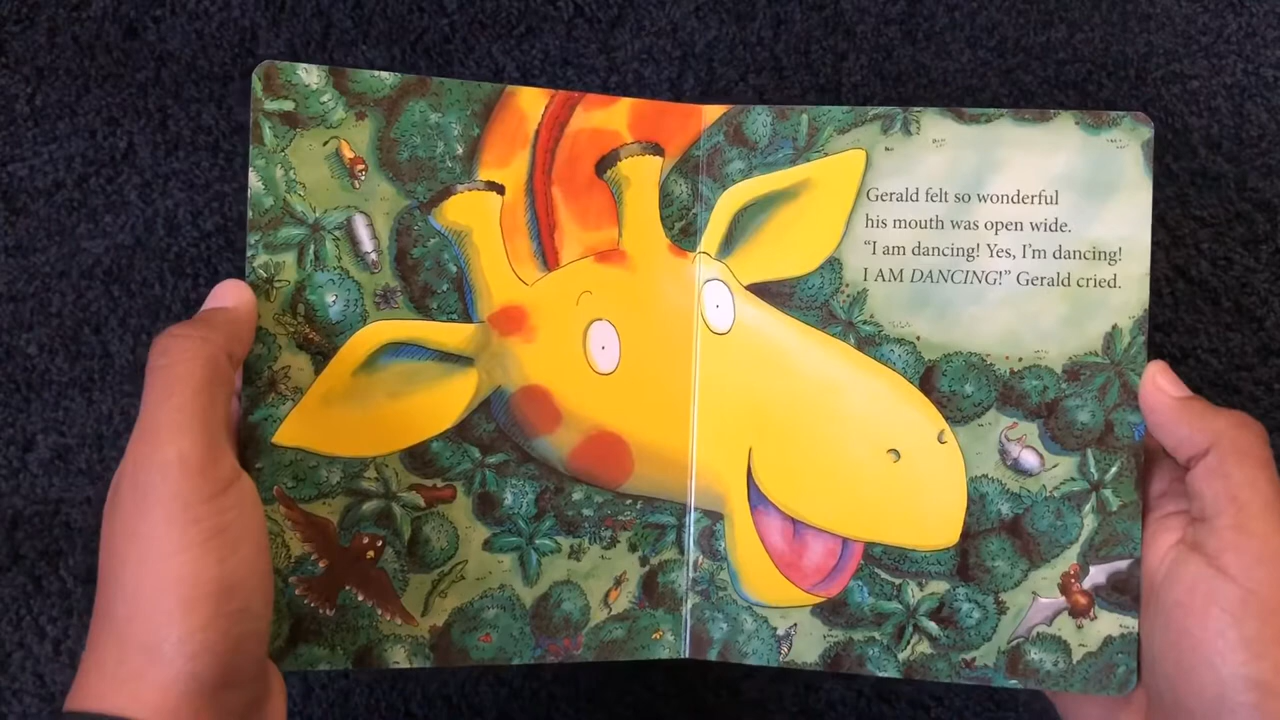 Gerald felt so wonderful
his mouth was open wide.
“I am dancing! Yes, I’m dancing!
I AM DANCING!” Gerald cried.